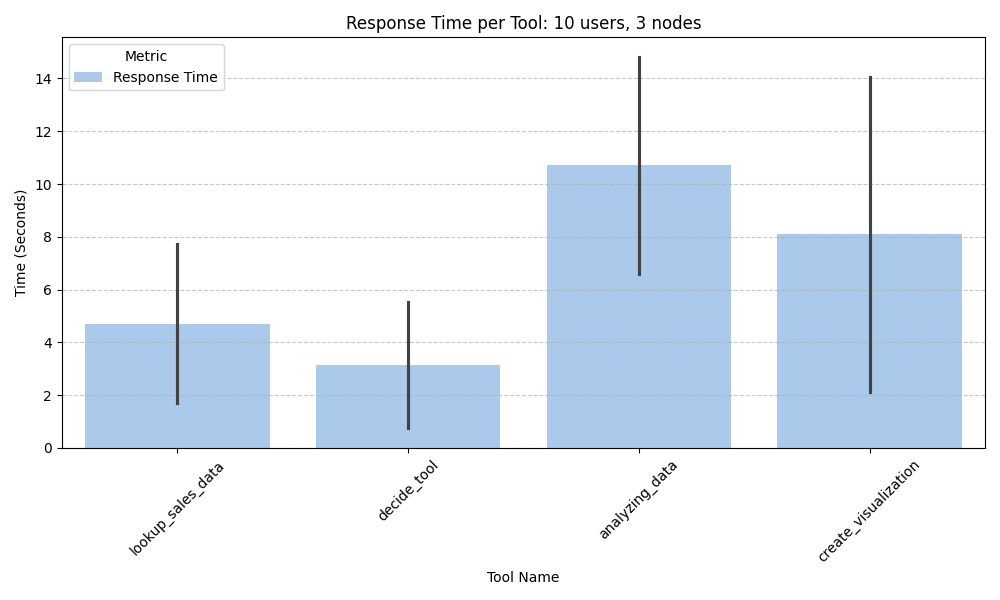 Response Time per Tool: 10 users, 3 nodes
Metric
Response Time
Time (Seconds)
14
12
10
8
6
4
2
0
lookup_sales_data
decide_tool
analyzing_data
create_visualization
Tool Name